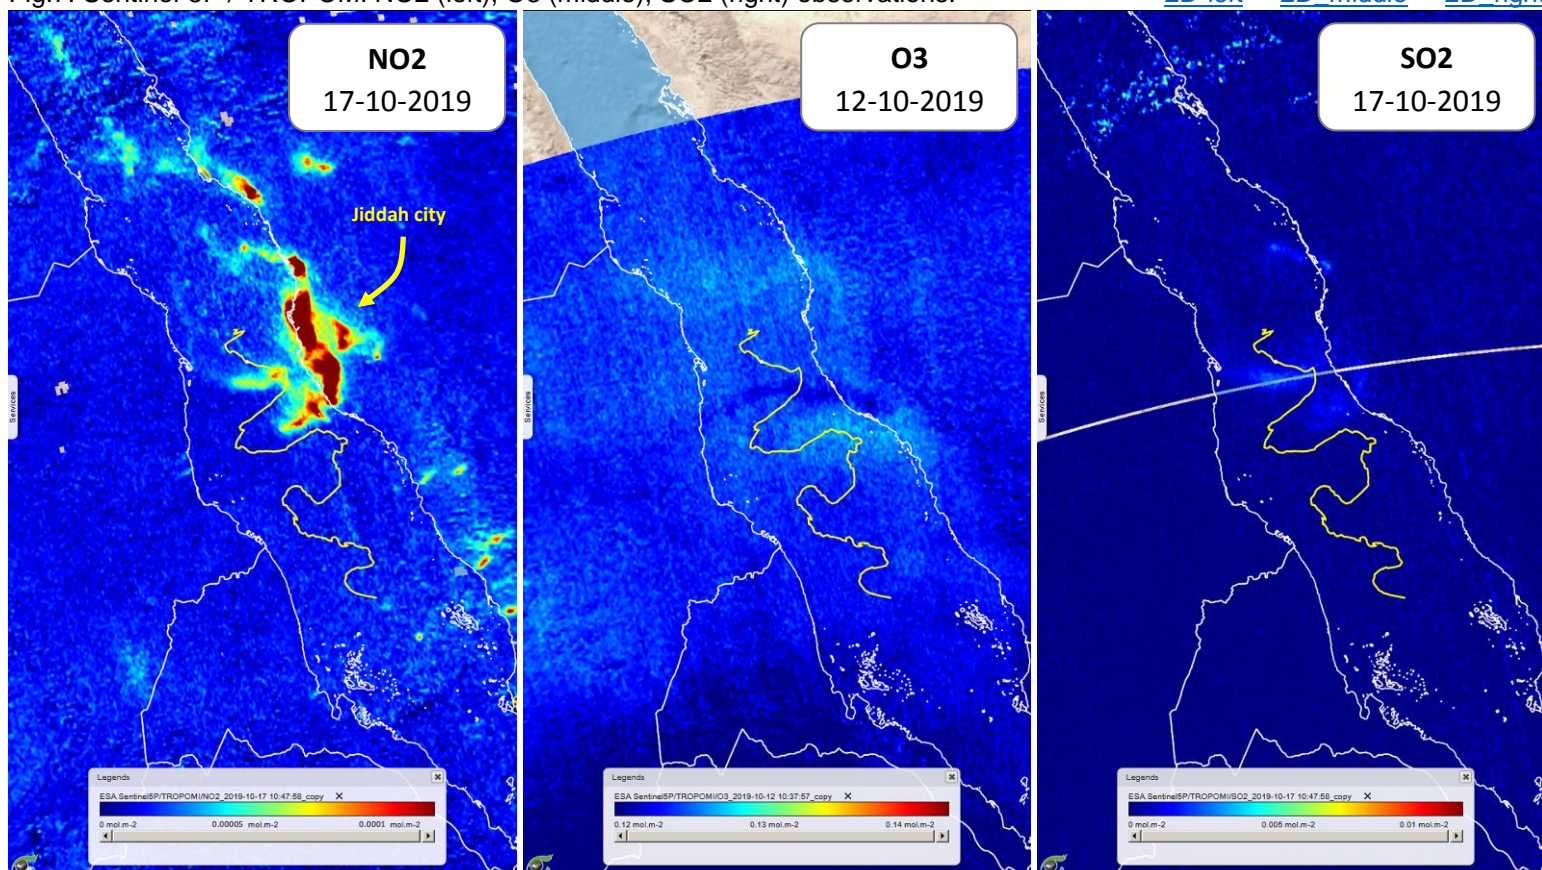 NO2
17-10-2019
O3
12-10-2019
SO2
17-10-2019
Jiddah city
Services
Services
Services
Legends
ESA Sentinel5P/TROPOMI/NO2_2019-10-17 10:47:58_copy
0 mol.m-2 0.00005 mol.m-2 0.0001 mol.m-2
Legends
ESA Sentinel5P/TROPOMI/O3_2019-10-12 10:37:57_copy
0.12 mol.m-2 0.13 mol.m-2 0.14 mol.m-2
Legends
ESA Sentinel5P/TROPOMI/SO2_2019-10-17 10:47:58_copy
0 mol.m-2 0.005 mol.m-2 0.01 mol.m-2